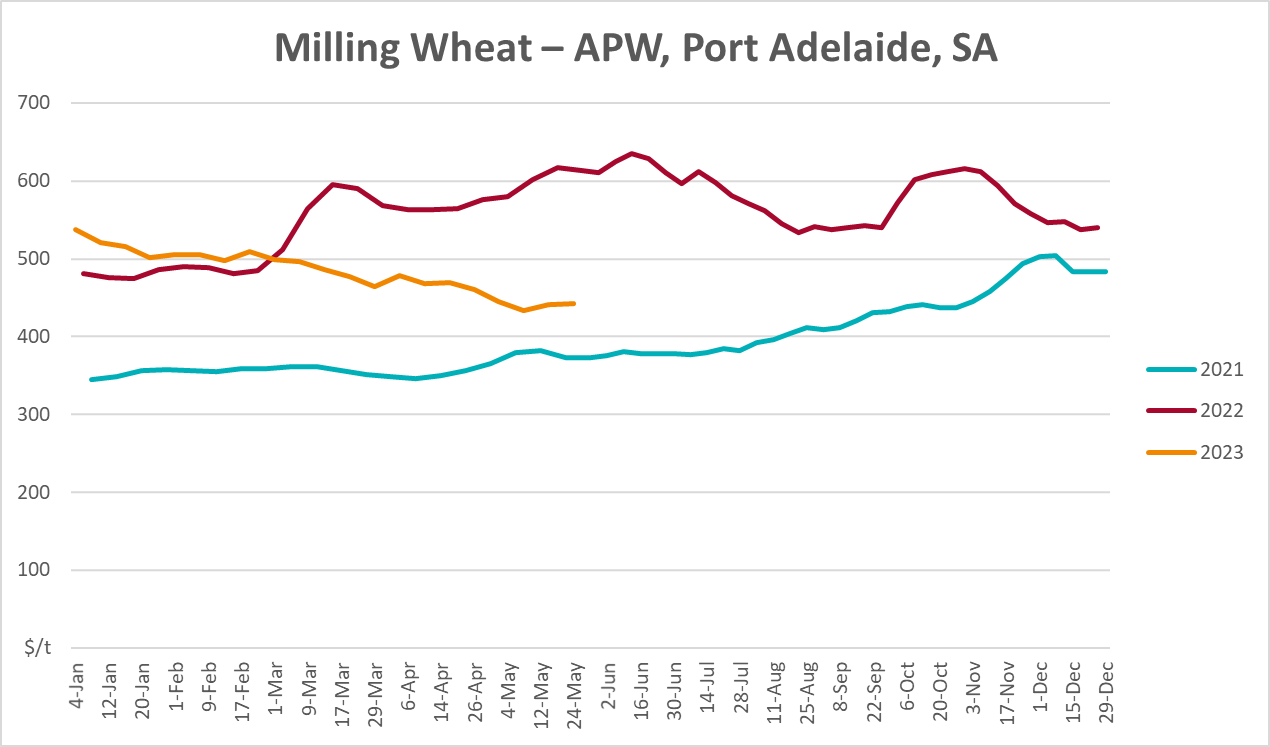 Milling Wheat – APW, Port Adelaide, SA
700
600
500
400
300
200
100
$/t
4-Jan
12-Jan
20-Jan
1-Feb
9-Feb
17-Feb
1-Mar
9-Mar
17-Mar
29-Mar
6-Apr
14-Apr
26-Apr
4-May
12-May
24-May
2-Jun
16-Jun
30-Jun
14-Jul
28-Jul
11-Aug
25-Aug
8-Sep
22-Sep
6-Oct
20-Oct
3-Nov
17-Nov
1-Dec
15-Dec
29-Dec
2021
2022
2023